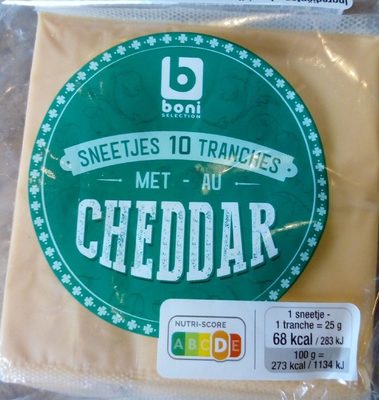 boni
SELECTION
SNEETJES 10 TRANCHES
MET - AU
CHEDDAR
NUTRI-SCORE
A B C D E
1 sneetje -
1 tranche = 25 g
68 kcal / 283 kJ
100 g =
273 kcal / 1134 kJ